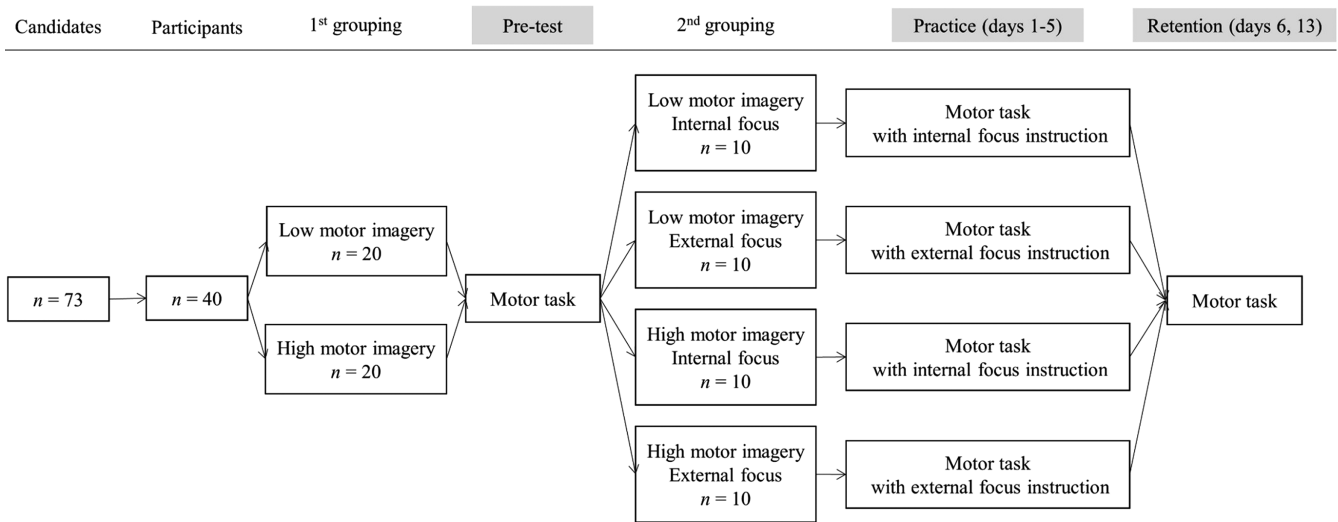 Candidates
Participants
1st grouping
Pre-test
2nd grouping
Practice (days 1-5)
Retention (days 6, 13)
n = 73
n = 40
Low motor imagery
n = 20
High motor imagery
n = 20
Motor task
Low motor imagery
Internal focus
n = 10
Low motor imagery
External focus
n = 10
High motor imagery
Internal focus
n = 10
High motor imagery
External focus
n = 10
Motor task
with internal focus instruction
Motor task
with external focus instruction
Motor task
with internal focus instruction
Motor task
with external focus instruction
Motor task